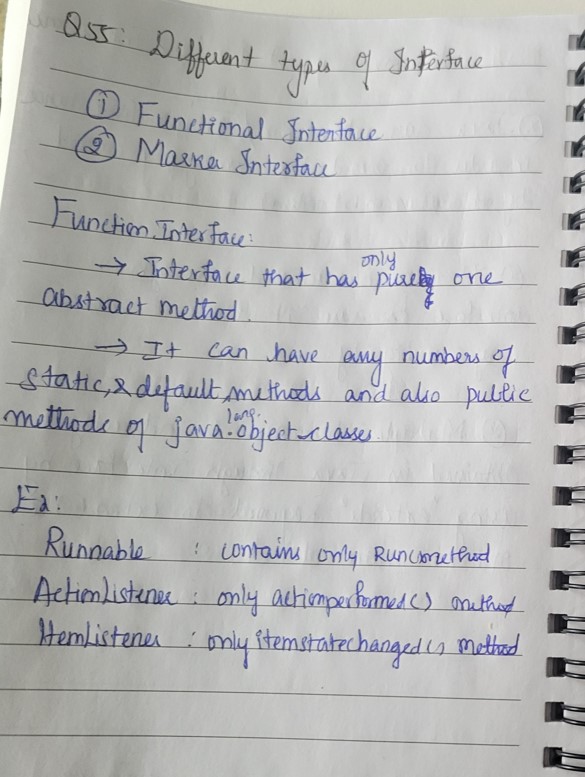 Q55: Different types of Interface
① Functional Interface
② Marker Interface
Function Interface:
→ Interface that has only purely one
abstract method.
→ It can have any numbers of
static, & default methods and also public
methods of java.lang.object classes
Ex:
Runnable : contains only Run() method
ActionListener : only actionperformed() method
ItemListener : only itemstatechanged() method